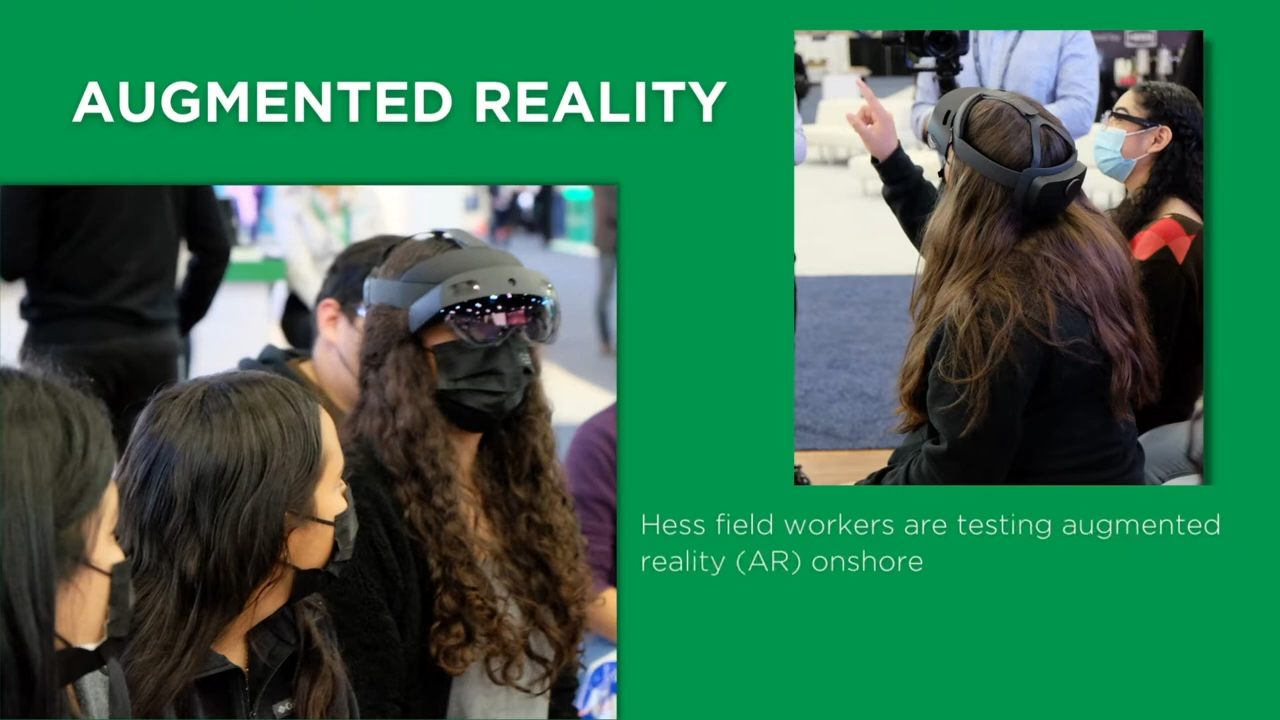 AUGMENTED REALITY
Hess field workers are testing augmented
reality (AR) onshore